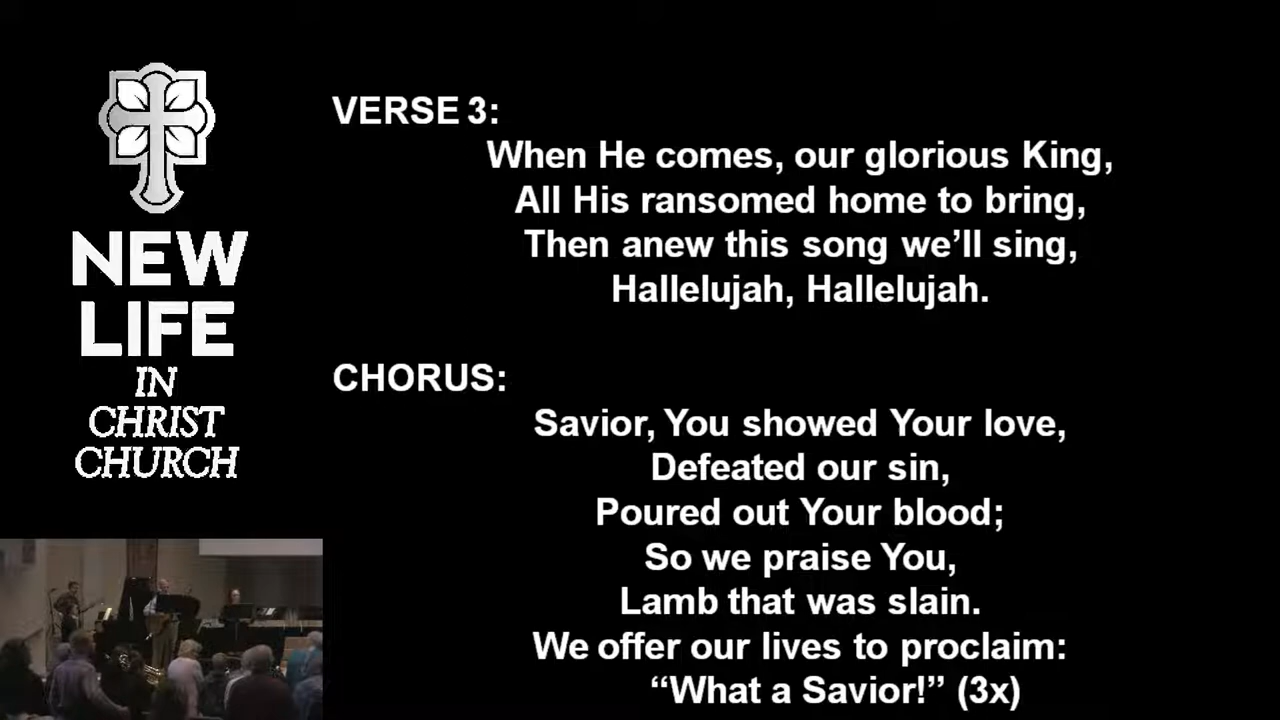 NEW
LIFE
IN
CHRIST
CHURCH
VERSE 3:
When He comes, our glorious King,
All His ransomed home to bring,
Then anew this song we’ll sing,
Hallelujah, Hallelujah.
CHORUS:
Savior, You showed Your love,
Defeated our sin,
Poured out Your blood;
So we praise You,
Lamb that was slain.
We offer our lives to proclaim:
“What a Savior!” (3x)